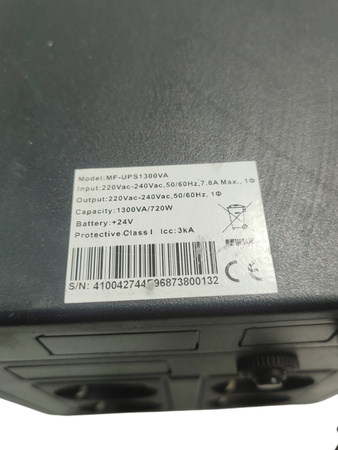 Model: MF-UPS1300VA
Input:220Vac-240Vac,50/60Hz,7.8A Max., 1Φ
Output:220Vac-240Vac,50/60Hz, 1Φ
Capacity:1300VA/720W
Battery:+24V
Protective Class I Icc:3kA
CE